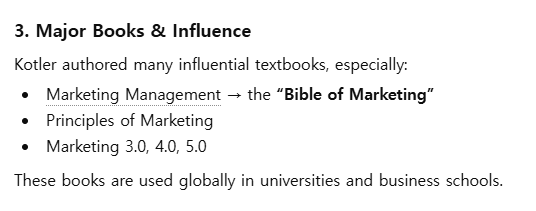 3. Major Books & Influence
Kotler authored many influential textbooks, especially:
• Marketing Management → the “Bible of Marketing”
• Principles of Marketing
• Marketing 3.0, 4.0, 5.0
These books are used globally in universities and business schools.